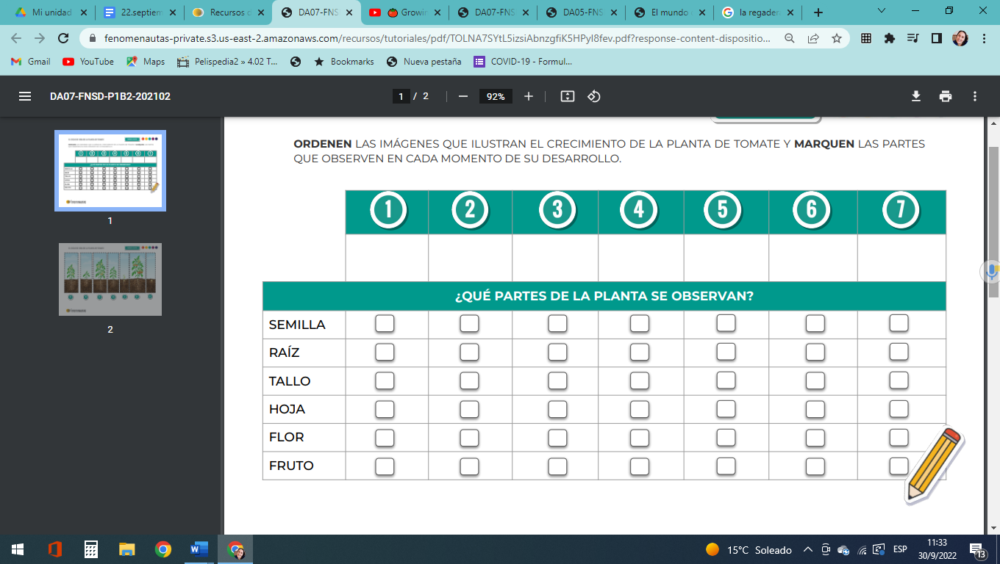 Mi unidad
22.septiem
Recursos d
DA07-FNS
Growin
DA07-FNS
DA05-FNS
El mundo
la regader
fenomenautas-private.s3.us-east-2.amazonaws.com/recursos/tutoriales/pdf/TOLNA7SYtL5izsiAbnzgfiK5HPyl8fev.pdf?response-content-dispositio...
Gmail
YouTube
Maps
Pelispedia2 » 4.02 T...
Bookmarks
Nueva pestaña
COVID-19 - Formul...
DA07-FNSD-P1B2-202102
1 / 2
92%
ORDENEN LAS IMÁGENES QUE ILUSTRAN EL CRECIMIENTO DE LA PLANTA DE TOMATE Y MARQUEN LAS PARTES
QUE OBSERVEN EN CADA MOMENTO DE SU DESARROLLO.
1 2 3 4 5 6 7
¿QUÉ PARTES DE LA PLANTA SE OBSERVAN?
SEMILLA
RAÍZ
TALLO
HOJA
FLOR
FRUTO
1
2
15°C Soleado
ESP
11:33
30/9/2022
13